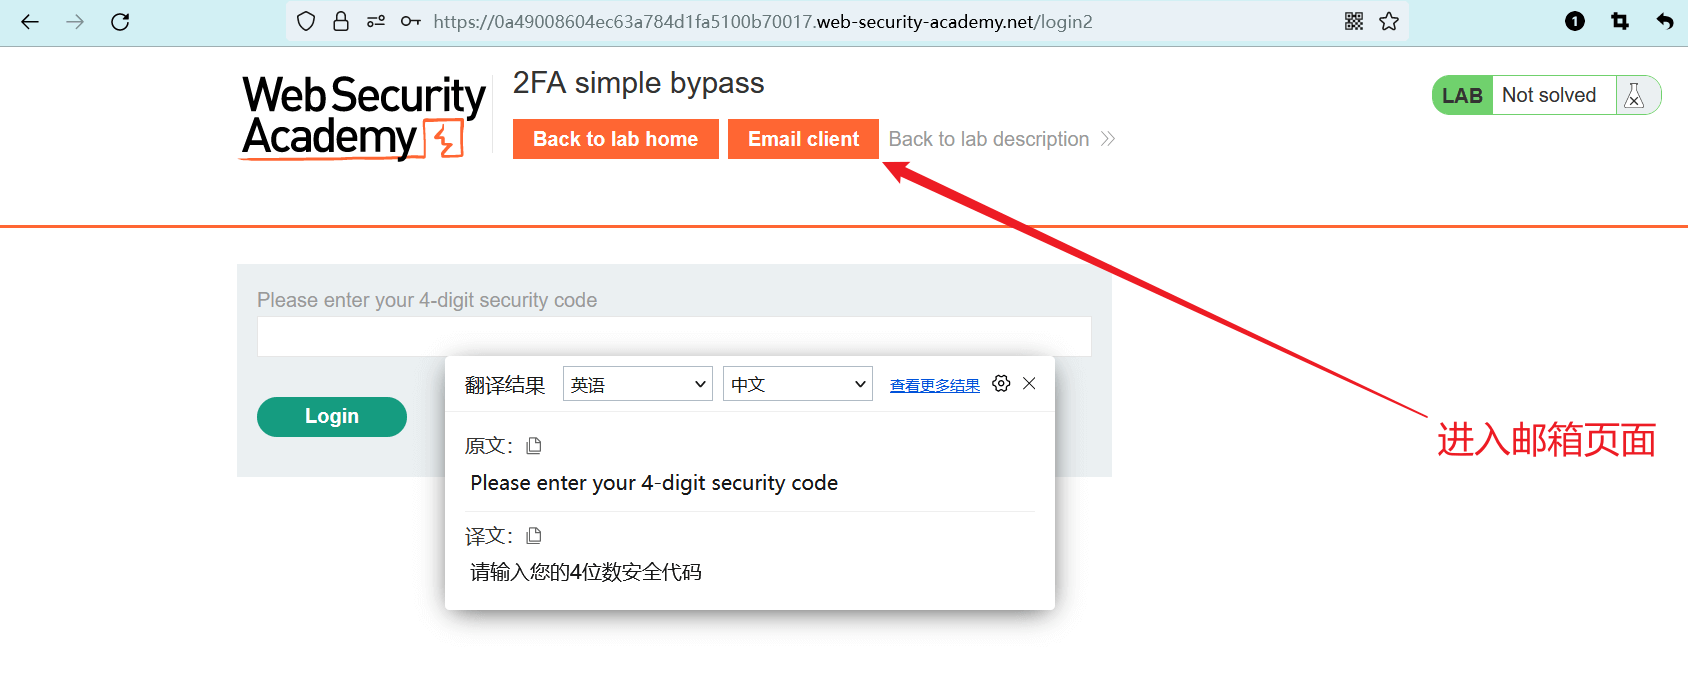 https://0a49008604ec63a784d1fa5100b70017.web-security-academy.net/login2
1
Web Security
Academy
2FA simple bypass
Back to lab home
Email client
Back to lab description
LAB
Not solved
Please enter your 4-digit security code
Login
翻译结果
英语
中文
查看更多结果
原文：
Please enter your 4-digit security code
译文：
请输入您的4位数安全代码
进入邮箱页面